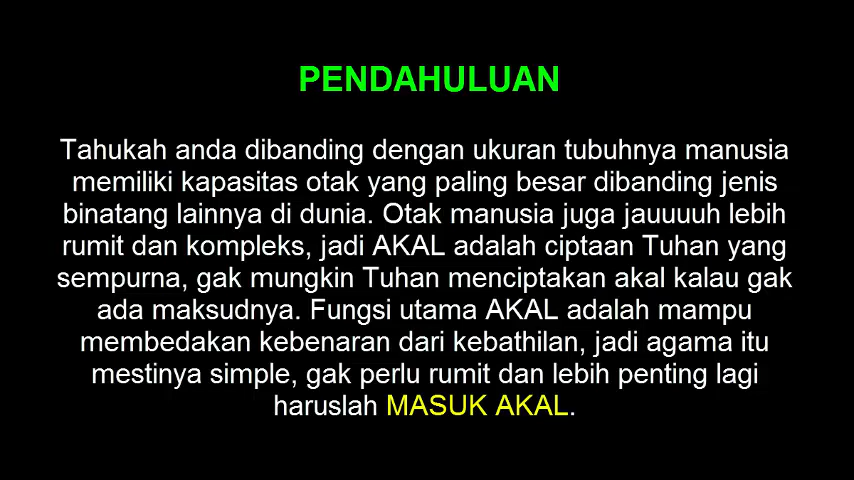 PENDAHULUAN
Tahukah anda dibanding dengan ukuran tubuhnya manusia
memiliki kapasitas otak yang paling besar dibanding jenis
binatang lainnya di dunia. Otak manusia juga jauuuuh lebih
rumit dan kompleks, jadi AKAL adalah ciptaan Tuhan yang
sempurna, gak mungkin Tuhan menciptakan akal kalau gak
ada maksudnya. Fungsi utama AKAL adalah mampu
membedakan kebenaran dari kebathilan, jadi agama itu
mestinya simple, gak perlu rumit dan lebih penting lagi
haruslah MASUK AKAL.